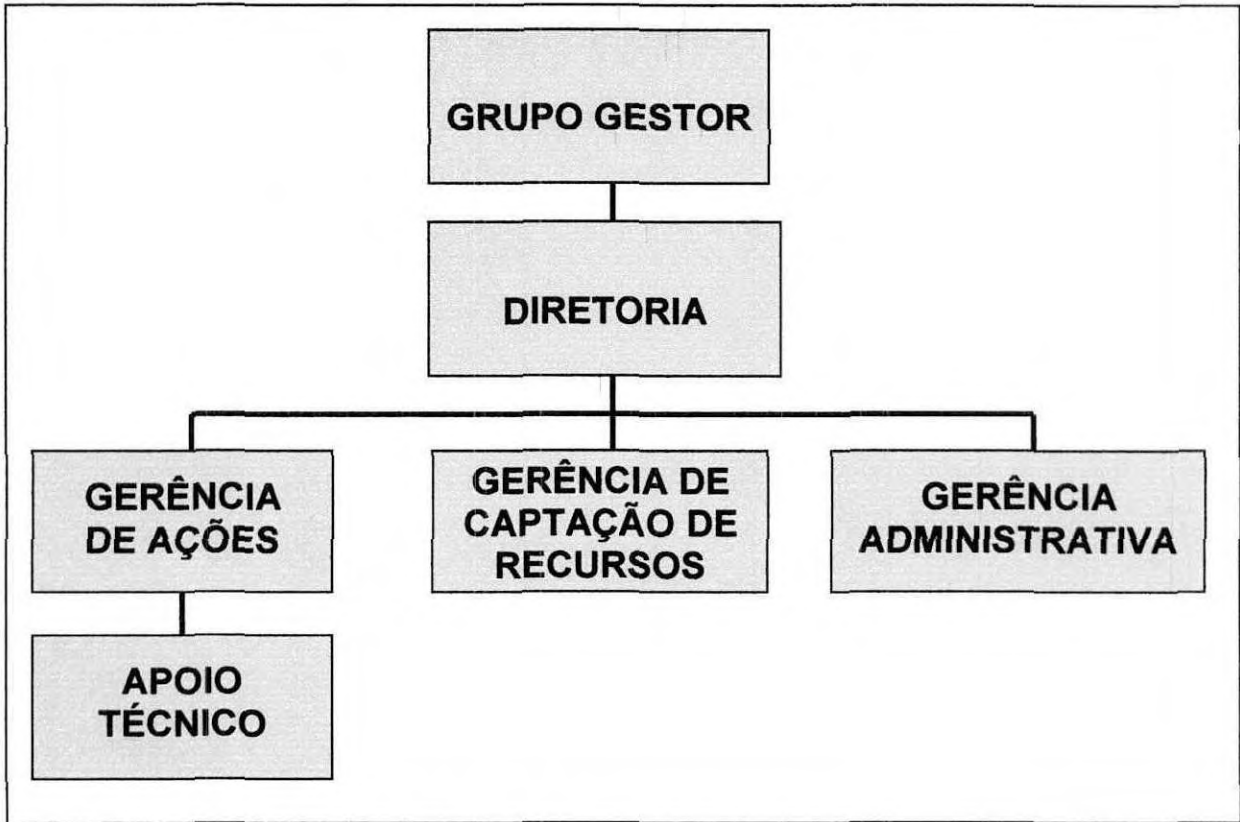 GRUPO GESTOR
DIRETORIA
GERÊNCIA
DE AÇÕES
GERÊNCIA DE
CAPTAÇÃO DE
RECURSOS
GERÊNCIA
ADMINISTRATIVA
APOIO
TÉCNICO